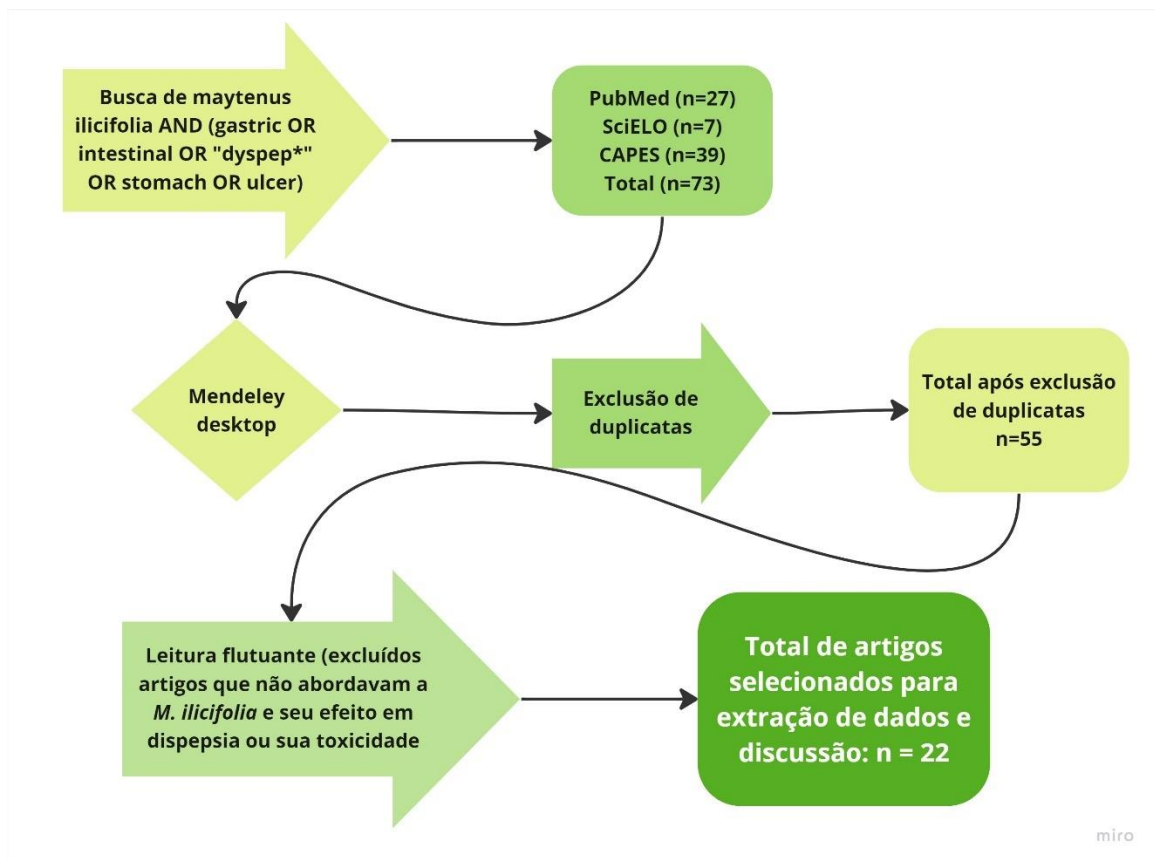 Busca de maytenus
ilicifolia AND (gastric OR
intestinal OR "dyspep*"
OR stomach OR ulcer)
PubMed (n=27)
SciELO (n=7)
CAPES (n=39)
Total (n=73)
Mendeley
desktop
Exclusão de
duplicatas
Total após exclusão
de duplicatas
n=55
Leitura flutuante (excluídos
artigos que não abordavam a
M. ilicifolia e seu efeito em
dispepsia ou sua toxicidade
Total de artigos
selecionados para
extração de dados e
discussão: n = 22
miro